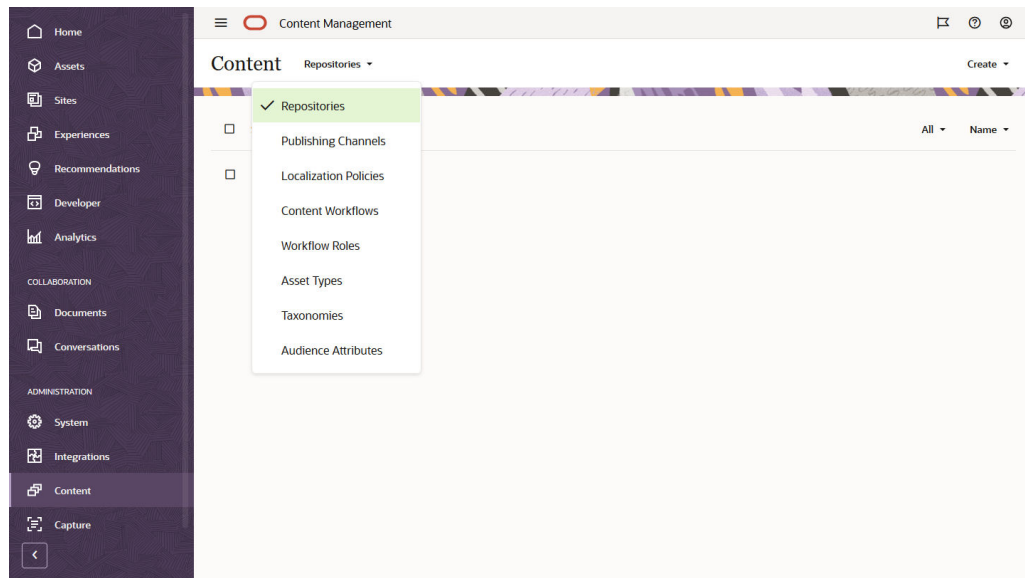 Home
Assets
Sites
Experiences
Recommendations
Developer
Analytics
COLLABORATION
Documents
Conversations
ADMINISTRATION
System
Integrations
Content
Capture
Content Management
Content Repositories
Create
Repositories
Publishing Channels
Localization Policies
Content Workflows
Workflow Roles
Asset Types
Taxonomies
Audience Attributes
All Name